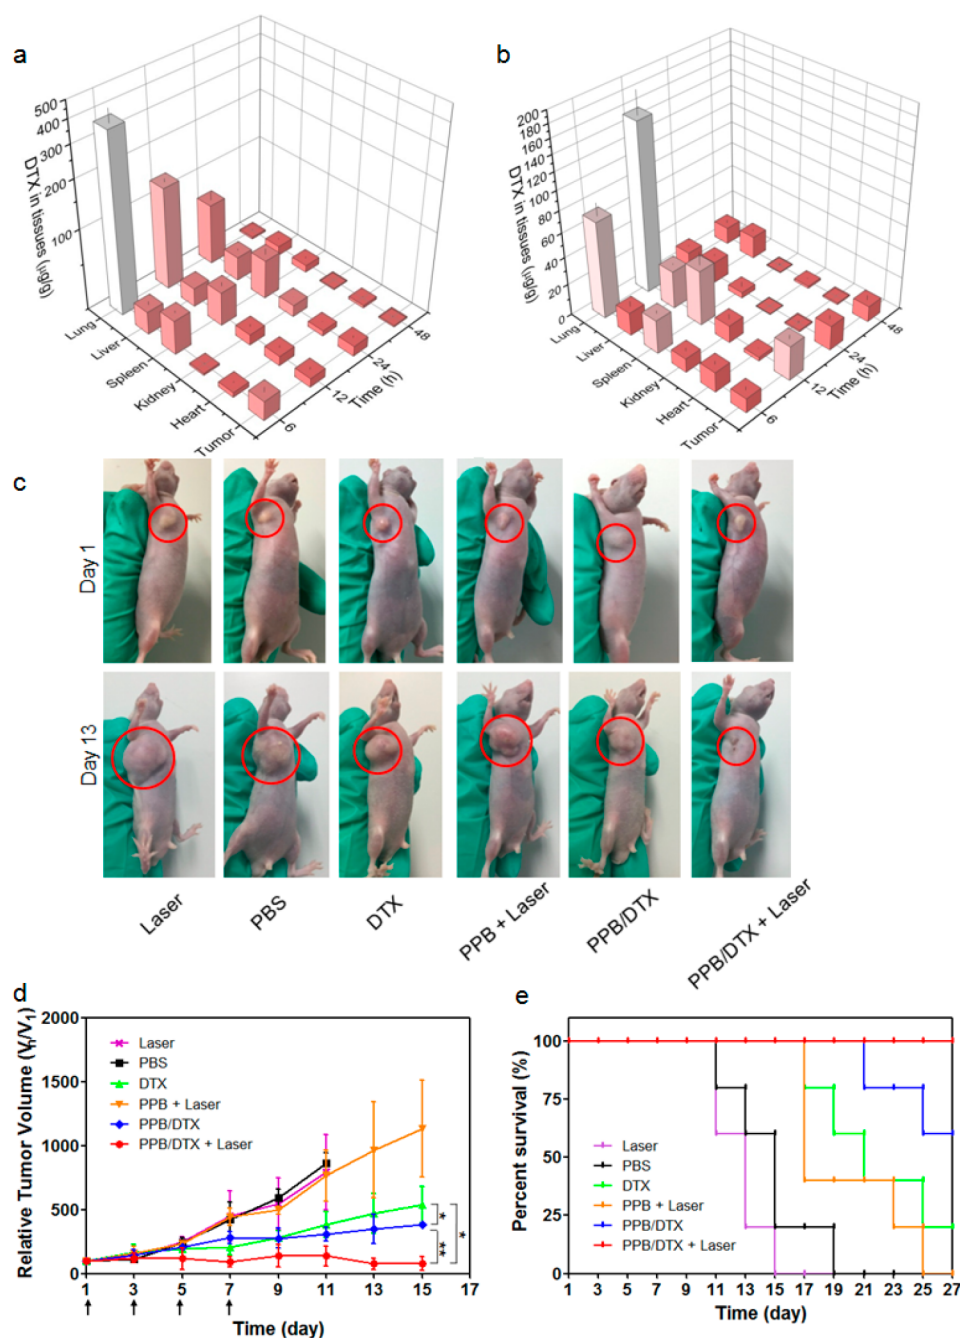 a
b
DTX in tissues (μg/g)
500
400
300
200
100
Lung
Liver
Spleen
Kidney
Heart
Tumor
6
12
24
48
Time (h)
DTX in tissues (μg/g)
200
180
160
140
120
100
80
60
40
20
0
Lung
Liver
Spleen
Kidney
Heart
Tumor
6
12
24
48
Time (h)
c
Day 1
Day 13
Laser
PBS
DTX
PPB + Laser
PPB/DTX
PPB/DTX + Laser
d
Relative Tumor Volume (Vn/V1)
2000
1500
1000
500
0
Laser
PBS
DTX
PPB + Laser
PPB/DTX
PPB/DTX + Laser
*
**
*
1 3 5 7 9 11 13 15 17
Time (day)
e
Percent survival (%)
100
75
50
25
0
Laser
PBS
DTX
PPB + Laser
PPB/DTX
PPB/DTX + Laser
1 3 5 7 9 11 13 15 17 19 21 23 25 27
Time (day)